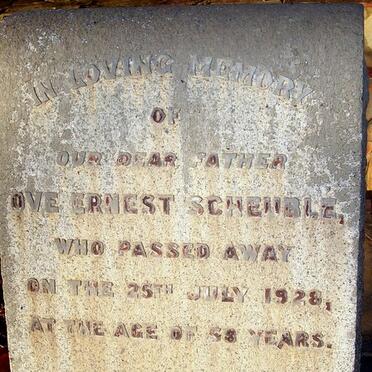 IN LOVING MEMORY
OF
OUR DEAR FATHER
OVE ERNEST SCHEUBLE,
WHO PASSED AWAY
ON THE 25TH JULY 1928,
AT THE AGE OF 58 YEARS.